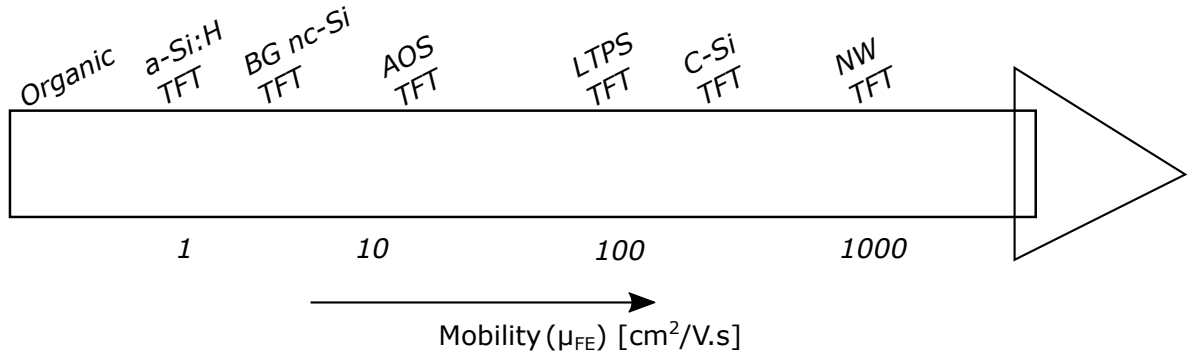 Organic
a-Si:H
TFT
BG nc-Si
TFT
AOS
TFT
LTPS
TFT
C-Si
TFT
NW
TFT
1 10 100 1000
Mobility (μFE) [cm²/V.s]